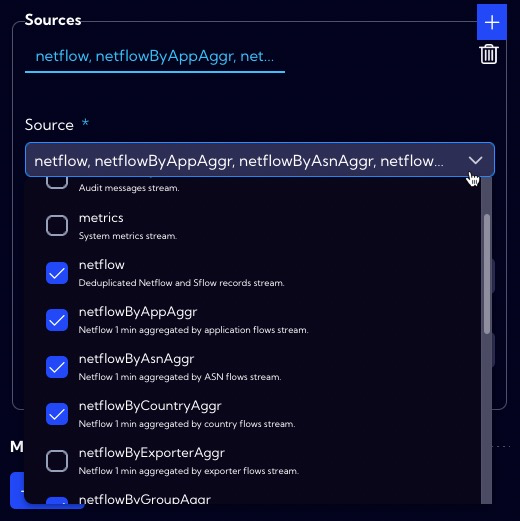 Sources
netflow, netflowByAppAggr, net...
Source *
netflow, netflowByAppAggr, netflowByAsnAggr, netflow...
Audit messages stream.
metrics
System metrics stream.
netflow
Deduplicated Netflow and Sflow records stream.
netflowByAppAggr
Netflow 1 min aggregated by application flows stream.
netflowByAsnAggr
Netflow 1 min aggregated by ASN flows stream.
netflowByCountryAggr
Netflow 1 min aggregated by country flows stream.
netflowByExporterAggr
Netflow 1 min aggregated by exporter flows stream.
M
netflowByGroupAggr